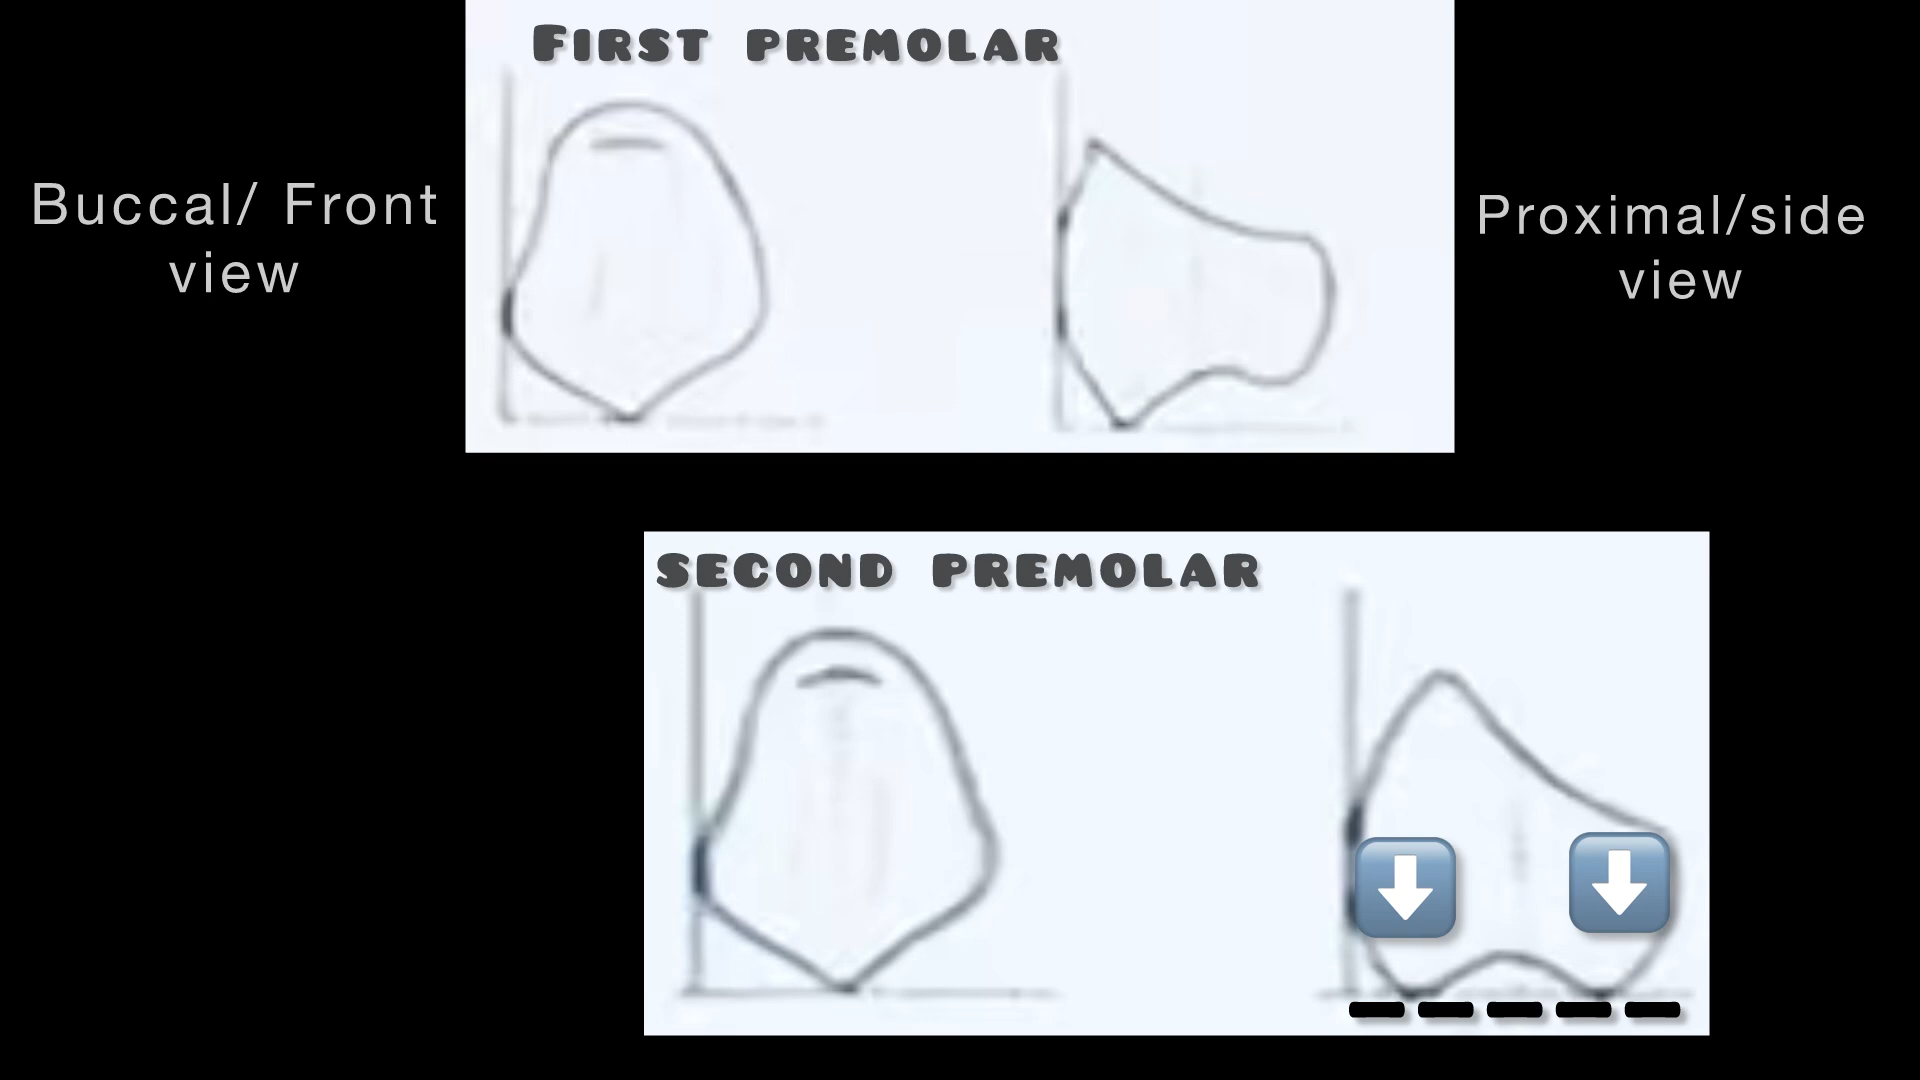 First premolar
Buccal/ Front
view
Proximal/side
view
Second premolar